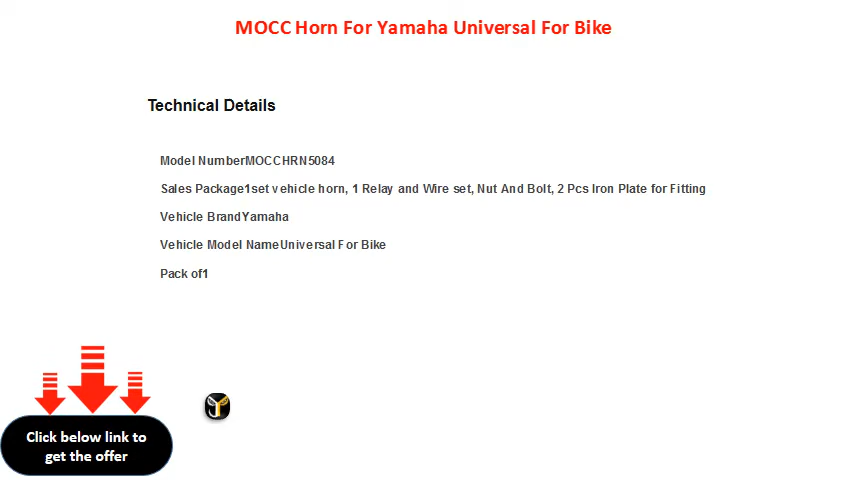 MOCC Horn For Yamaha Universal For Bike
Technical Details
Model NumberMOCCHRN5084
Sales Package1set vehicle horn, 1 Relay and Wire set, Nut And Bolt, 2 Pcs Iron Plate for Fitting
Vehicle BrandYamaha
Vehicle Model NameUniversal For Bike
Pack of1
Click below link to
get the offer